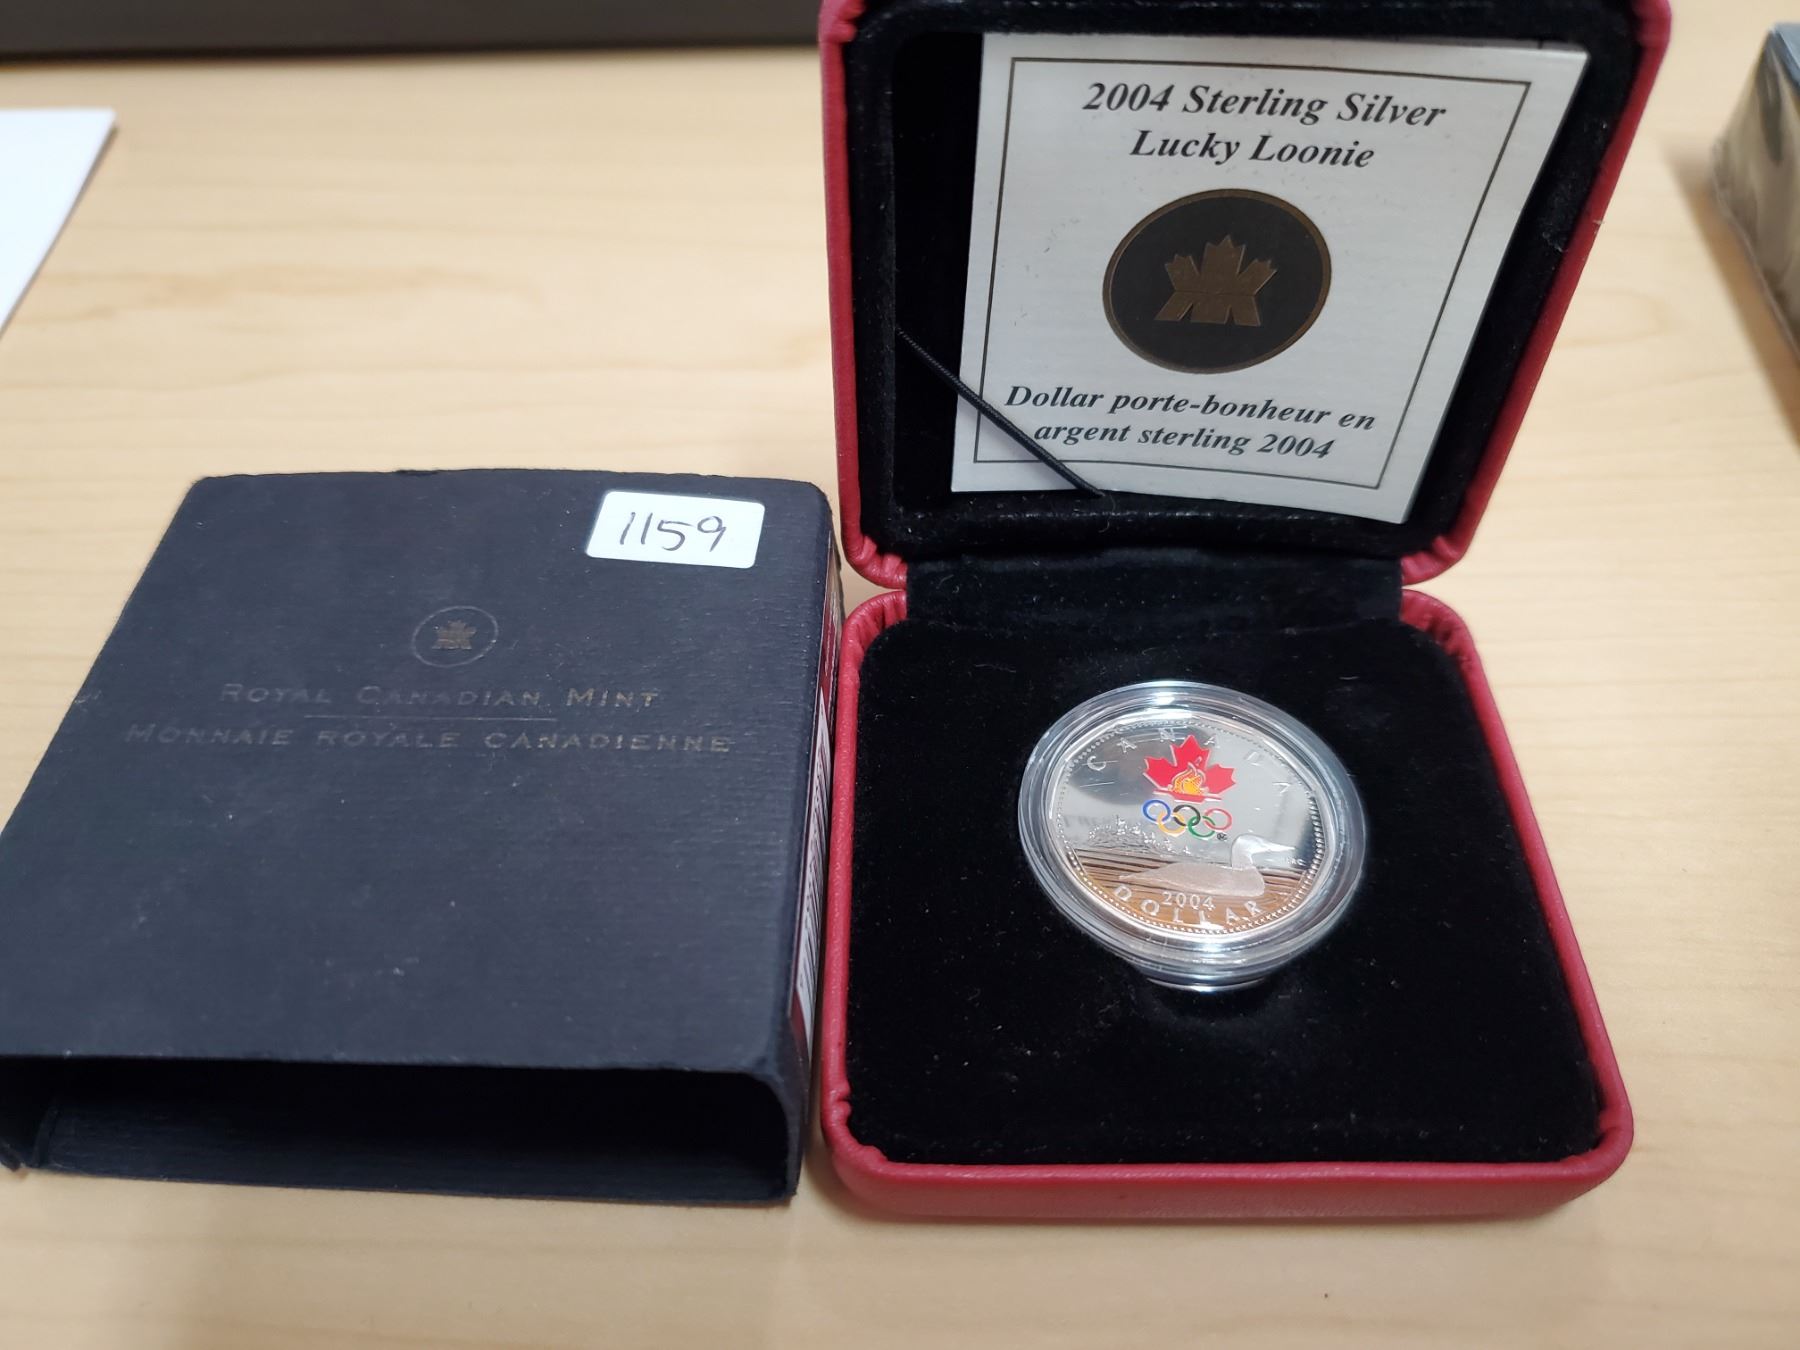 2004 Sterling Silver
Lucky Loonie
Dollar porte-bonheur en
argent sterling 2004
1159
ROYAL CANADIAN MINT
MONNAIE ROYALE CANADIENNE
CANADA
2004
DOLLAR